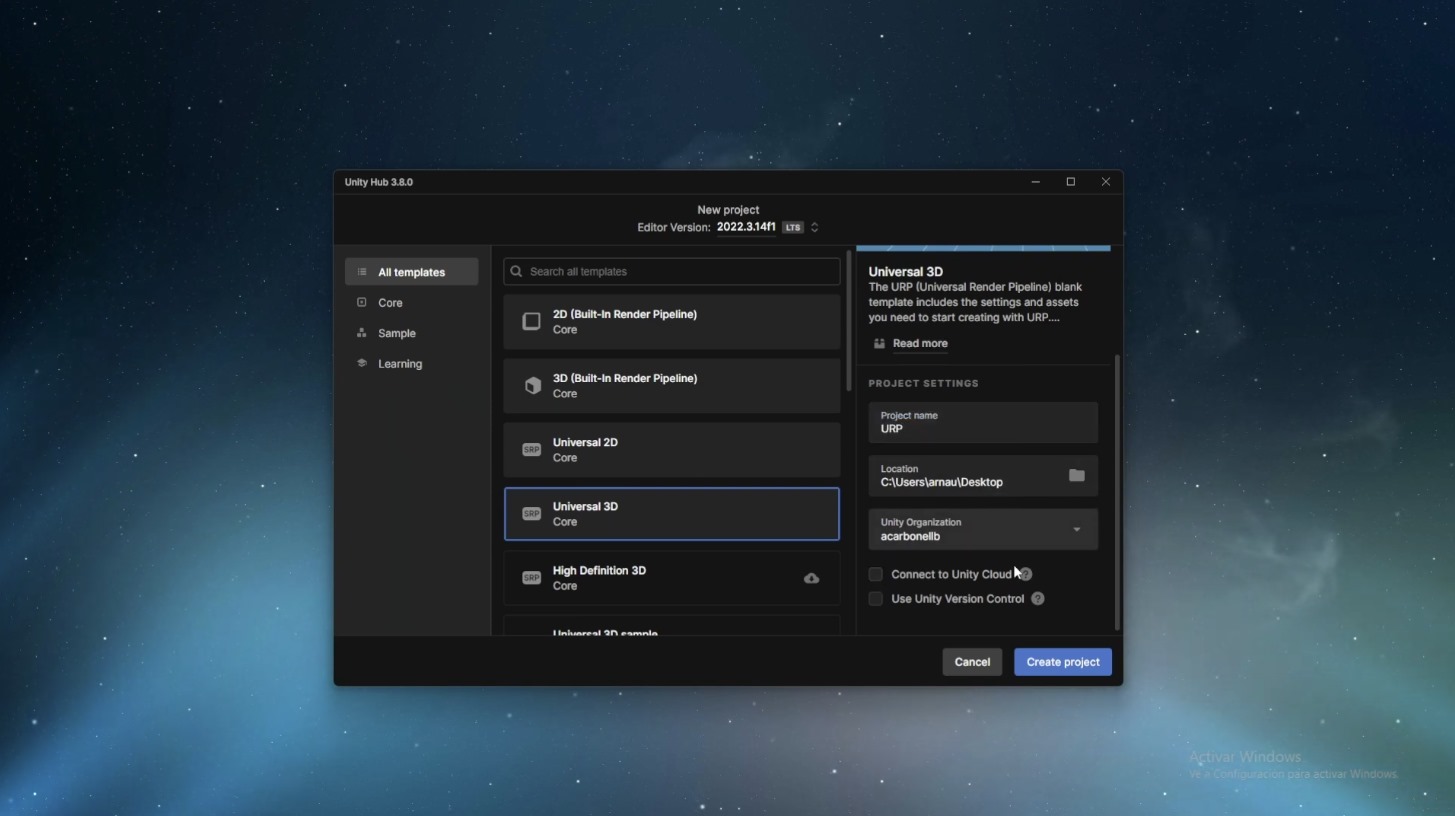 Unity Hub 3.8.0
New project
Editor Version: 2022.3.14f1 LTS
All templates
Core
Sample
Learning
Search all templates
2D (Built-In Render Pipeline)
Core
3D (Built-In Render Pipeline)
Core
SRP
Universal 2D
Core
SRP
Universal 3D
Core
SRP
High Definition 3D
Core
Universal 3D sample
Universal 3D
The URP (Universal Render Pipeline) blank
template includes the settings and assets
you need to start creating with URP....
Read more
PROJECT SETTINGS
Project name
URP
Location
C:\Users\arnau\Desktop
Unity Organization
acarbonellb
Connect to Unity Cloud ?
Use Unity Version Control ?
Cancel
Create project
Activar Windows
Ve a Configuración para activar Windows.